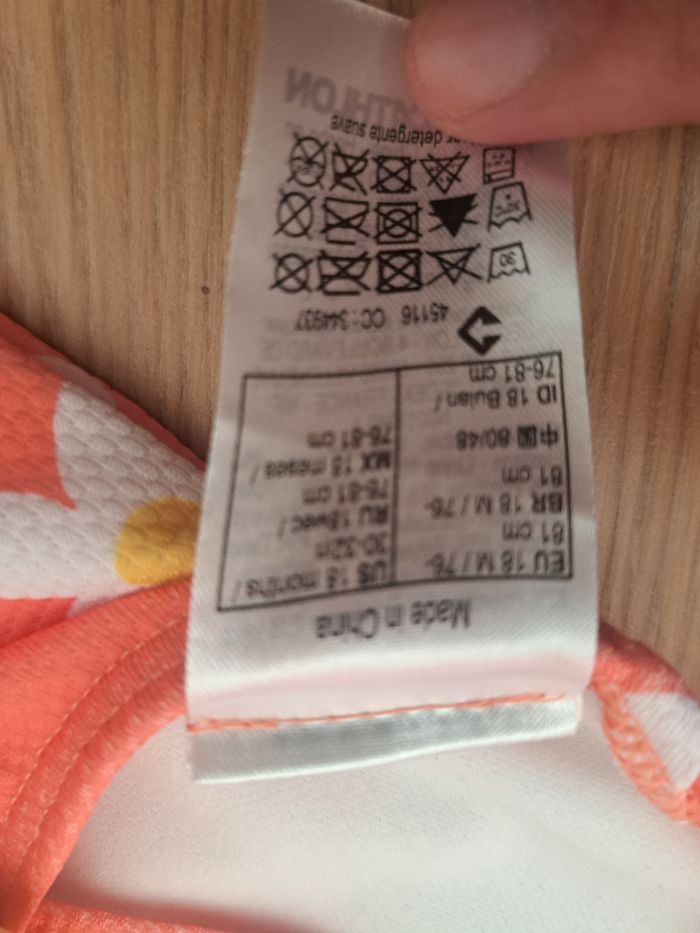 Made in China
EU 18 M / 76-
81 cm
BR 18 M / 76-
81 cm
中国 80/48
ID 18 Bulan /
76-81 cm
US 18 months /
30-32in
RU 18мес /
76-81 cm
MX 18 meses /
76-81 cm
45116 CC: 344937
30
30°C
detergente suave